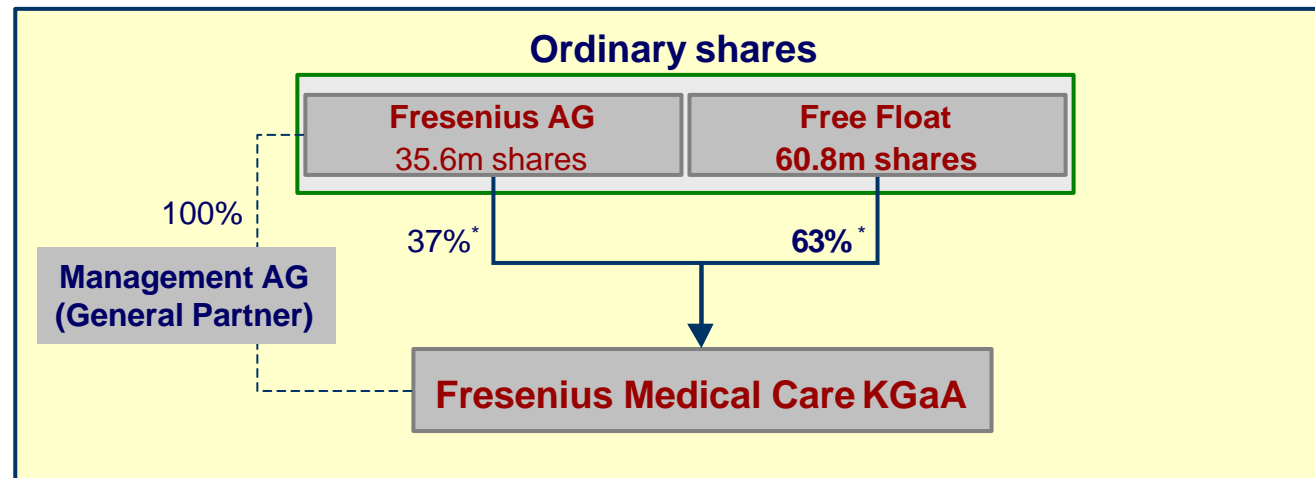 Ordinary shares
Fresenius AG
35.6m shares
Free Float
60.8m shares
100%
37%*
63% *
Management AG
(General Partner)
Fresenius Medical Care KGaA